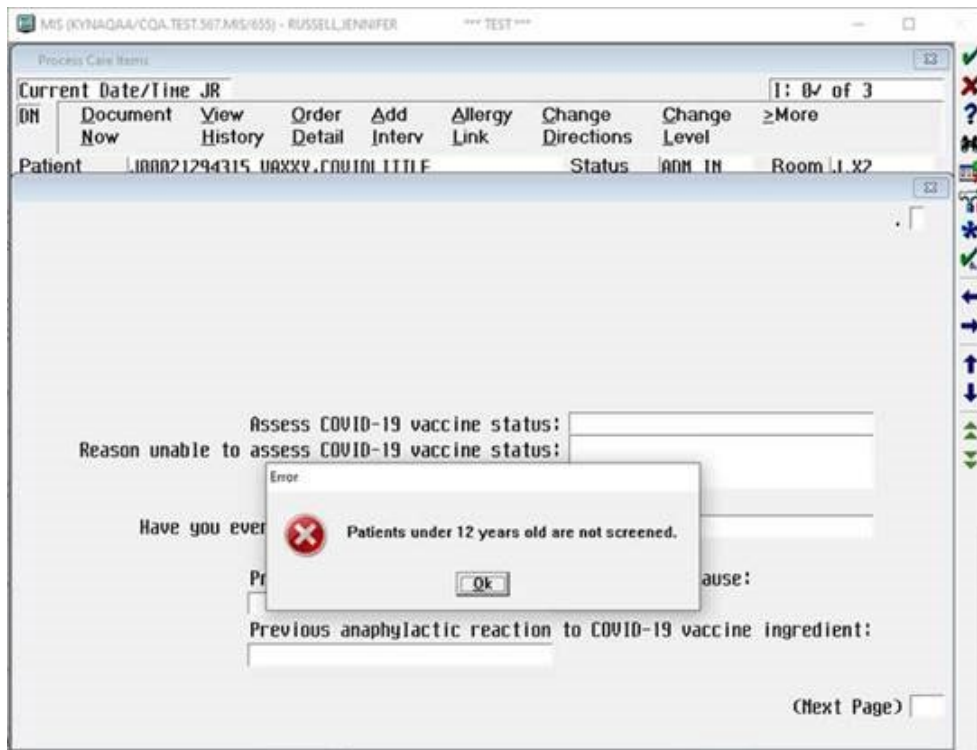 MIS (KYNAQAA/CQA.TEST.567.MIS/655) - RUSSELL,JENNIFER *** TEST ***
Process Care Items
Current Date/Time JR
DN Document Now View History Order Detail Add Interv Allergy Link Change Directions Change Level >More
Patient Status ADM IN Room
.
Assess COVID-19 vaccine status:
Reason unable to assess COVID-19 vaccine status:
Error
Have you ever
Patients under 12 years old are not screened.
Ok
Pr ause:
Previous anaphylactic reaction to COVID-19 vaccine ingredient:
(Next Page)